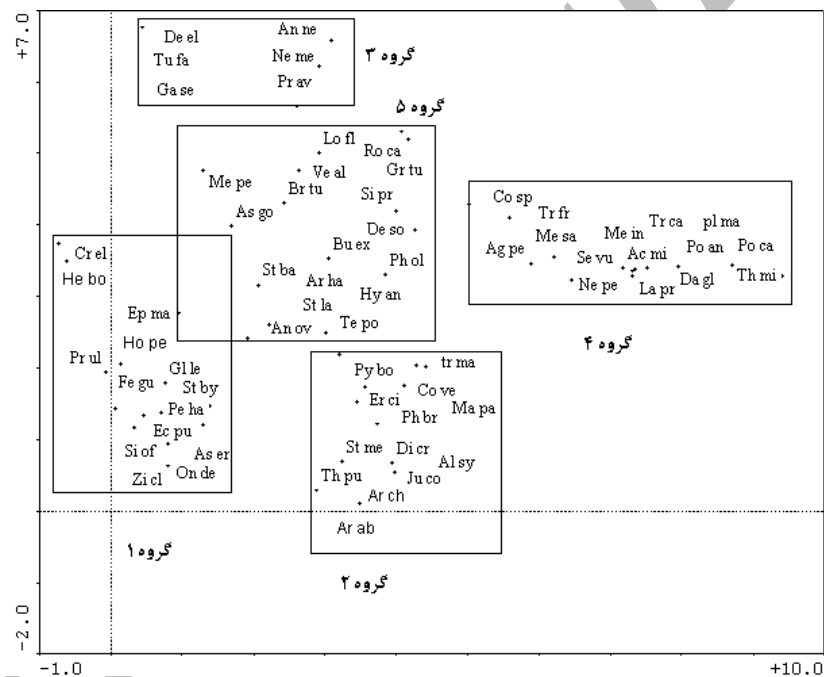 +7.0
De el An ne
Tu fa Ne me
Ga se Pr av
گروه ۳
گروه ۵
Lo fl
Ro ca
Me pe Ve al Gr tu
Br tu Si pr
As go
De so
Bu ex
St ba Ar ha Ph ol
Hy an
St la
An ov Te po
Co sp
Tr fr Me in Tr ca pl ma
Ag pe Me sa Ac mi Po an Po ca
Se vu
Ne pe La pr Da gl Th mi
گروه ۴
Cr el
He bo
Ep ma
Ho pe
Pr ul Gl le
Fe gu St by
Pe ha
Ec pu
Si of As er
Zi cl On de
گروه ۱
Py bo tr ma
Er ci Co ve
Ph br Ma pa
St me Di cr
Th pu Ju co Al sy
Ar ch
Ar ab
گروه ۲
-2.0
-1.0 +10.0